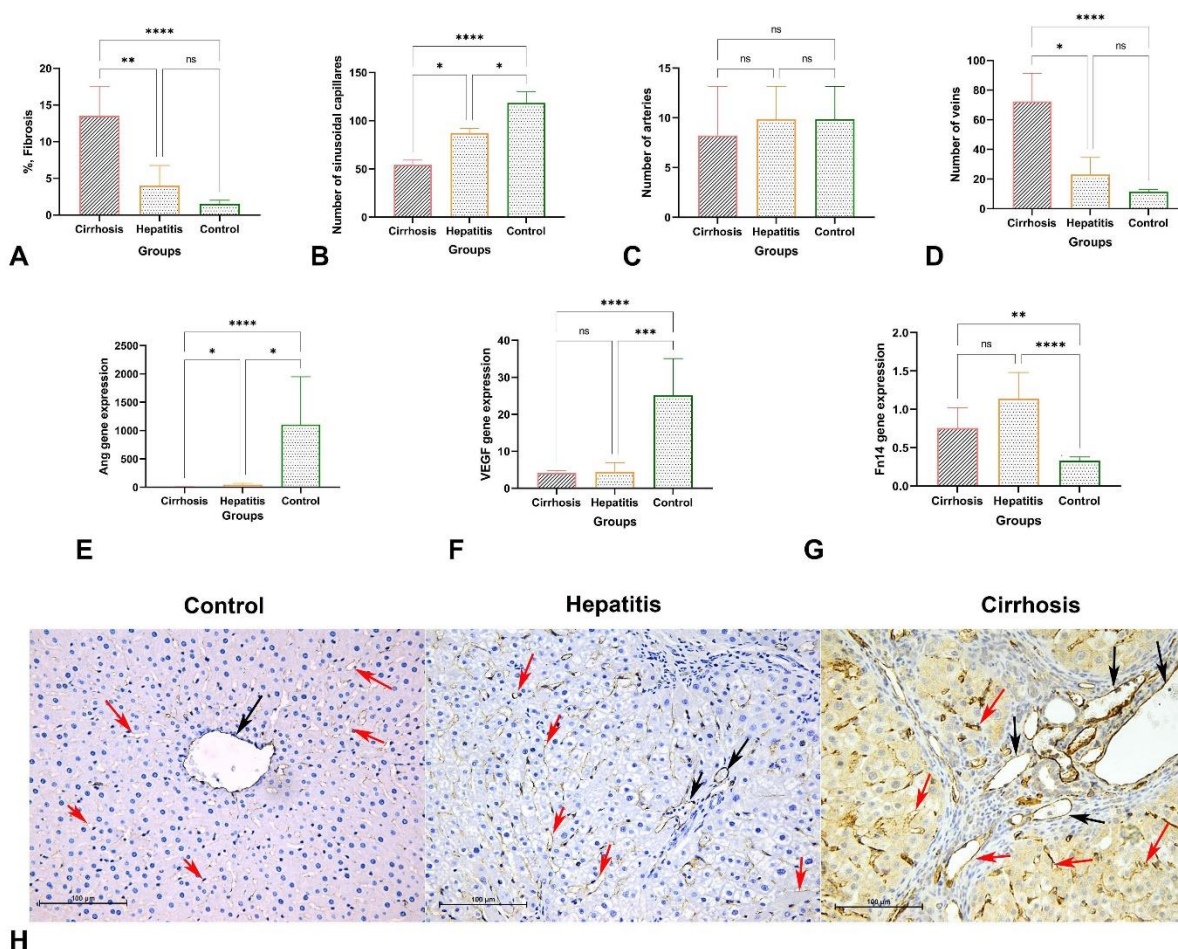 ns
****
****
****
**
ns
*
*
ns
ns
*
ns
20
15
10
5
0
%, Fibrosis
Cirrhosis Hepatitis Control
Groups
A
150
100
50
0
Number of sinusoidal capillares
Cirrhosis Hepatitis Control
Groups
B
15
10
5
0
Number of arteries
Cirrhosis Hepatitis Control
Groups
C
100
80
60
40
20
0
Number of veins
Cirrhosis Hepatitis Control
Groups
D
****
*
*
2500
2000
1500
1000
500
0
Ang gene expression
Cirrhosis Hepatitis Control
Groups
E
****
ns
***
40
30
20
10
0
VEGF gene expression
Cirrhosis Hepatitis Control
Groups
F
**
ns
****
2.0
1.5
1.0
0.5
0.0
Fn14 gene expression
Cirrhosis Hepatitis Control
Groups
G
Control
Hepatitis
Cirrhosis
100 µm
100 µm
100 µm
H